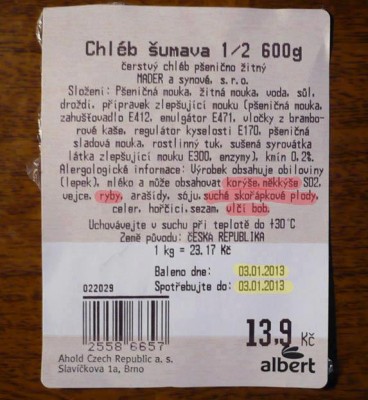 Chléb šumava 1/2 600g
čerstvý chléb pšenično žitný
MADER a synové, s.r.o.
Složení: Pšeničná mouka, žitná mouka, voda, sůl,
droždí, přípravek zlepšující mouku (pšeničná mouka,
zahušťovadlo E412, emulgátor E471, vločky z brambo-
rové kaše, regulátor kyselosti E170, pšeničná
sladová mouka, rostlinný tuk, sušená syrovátka
látka zlepšující mouku E300, enzymy), kmín 0,2%.
Alergologické informace: Výrobek obsahuje obiloviny
(lepek), mléko a může obsahovat korýše, měkkýše SO2,
vejce, ryby, arašídy, sóju, suché skořápkové plody,
celer, hořčici, sezam, vlčí bob.
Uchovávejte v suchu při teplotě do +30°C
Země původu: ČESKÁ REPUBLIKA
1 kg = 23.17 Kč
Baleno dne: 03.01.2013
022029 Spotřebujte do: 03.01.2013
2558 6657
13,9 Kč
Ahold Czech Republic a. s.
Slavíčkova 1a, Brno
albert